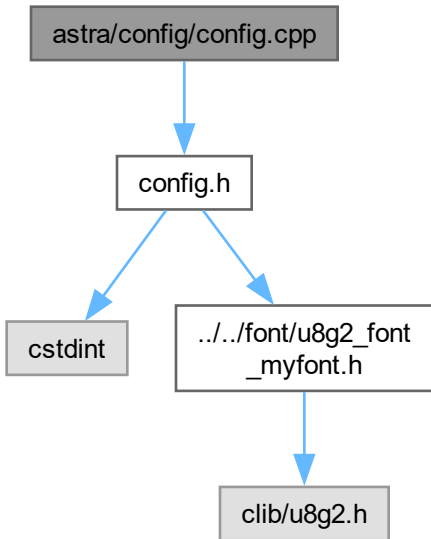 astra/config/config.cpp
config.h
cstdint
../../font/u8g2_font
_myfont.h
clib/u8g2.h